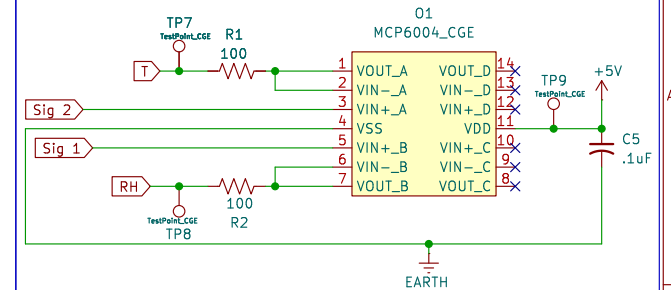 O1
MCP6004_CGE
TP7
TestPoint_CGE
R1
100
T
1 VOUT_A VOUT_D 14
2 VIN-_A VIN-_D 13
Sig 2
3 VIN+_A VIN+_D 12
4 VSS VDD 11
Sig 1
5 VIN+_B VIN+_C 10
6 VIN-_B VIN-_C 9
RH
7 VOUT_B VOUT_C 8
100
R2
TestPoint_CGE
TP8
TP9
TestPoint_CGE
+5V
C5
.1uF
EARTH
A